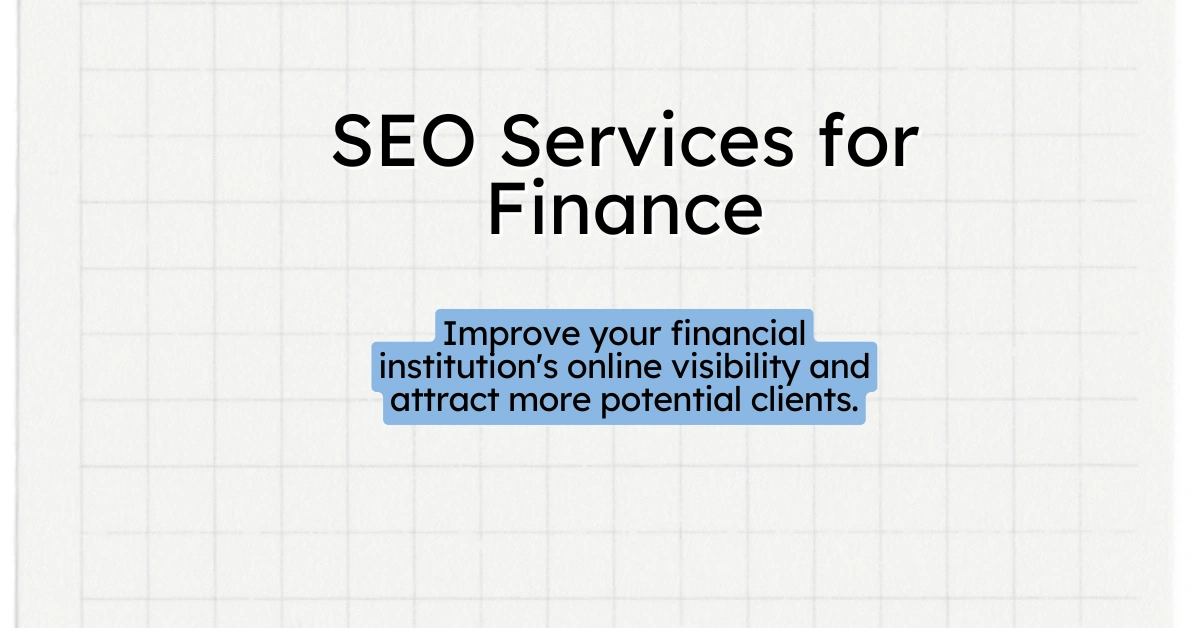 SEO Services for
Finance
Improve your financial
institution's online visibility and
attract more potential clients.